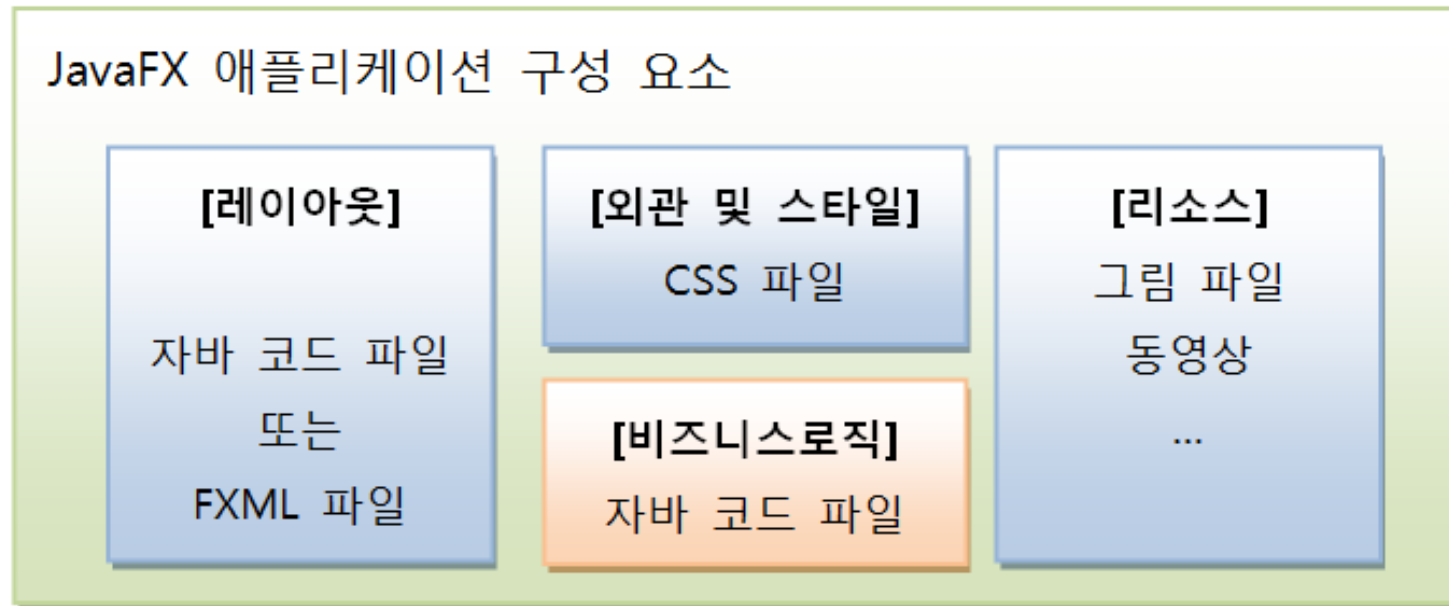 JavaFX 애플리케이션 구성 요소
[레이아웃]
자바 코드 파일
또는
FXML 파일
[외관 및 스타일]
CSS 파일
[비즈니스로직]
자바 코드 파일
[리소스]
그림 파일
동영상
...